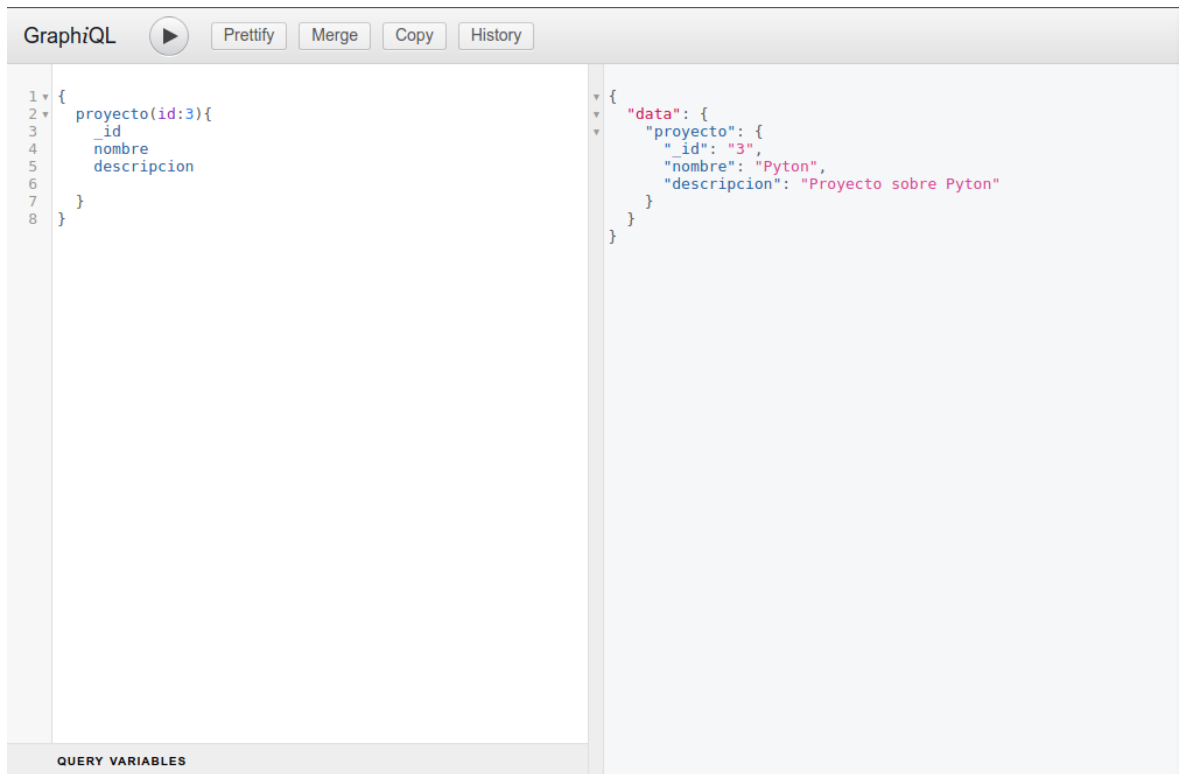 GraphiQL Prettify Merge Copy History
1 {
2 proyecto(id:3){
3 _id
4 nombre
5 descripcion
6
7 }
8 }
QUERY VARIABLES
{
"data": {
"proyecto": {
"_id": "3",
"nombre": "Pyton",
"descripcion": "Proyecto sobre Pyton"
}
}
}